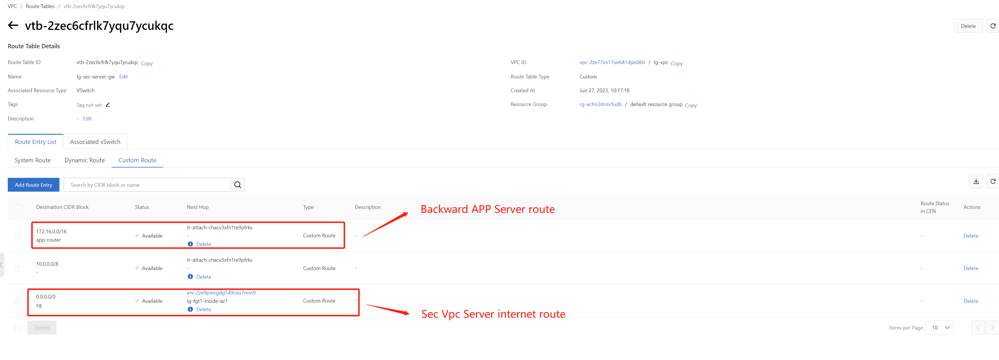 VPC / Route Tables / vtb-2zec6cfrlk7yqu7ycukqc
vtb-2zec6cfrlk7yqu7ycukqc
Delete
Route Table Details
Route Table ID vtb-2zec6cfrlk7yqu7ycukqc Copy VPC ID vpc-2ze77es17ue641djas06h / lg-vpc Copy
Name lg-sec-server-gw Edit Route Table Type Custom
Associated Resource Type VSwitch Created At Jun 27, 2023, 10:17:18
Tags Tag not set Resource Group rg-acfm3itrmrfudli / default resource group Copy
Description - Edit
Route Entry List Associated vSwitch
System Route Dynamic Route Custom Route
Add Route Entry Search by CIDR block or name
Destination CIDR Block Status Next Hop Type Description Route Status in CEN Actions
Backward APP Server route
172.16.0.0/16 app-router Available tr-attach-chacv3xfn1te9pfrks - Delete Custom Route - - Delete
10.0.0.0/8 - Available tr-attach-chacv3xfn1te9pfrks - Delete Custom Route - - Delete
0.0.0.0/0 sg Available eni-2ze9pmrgdg149ceu7mm9 lg-fgt1-inside-az1 Delete Custom Route - - Delete
Sec Vpc Server internet route
Delete Items per Page 10